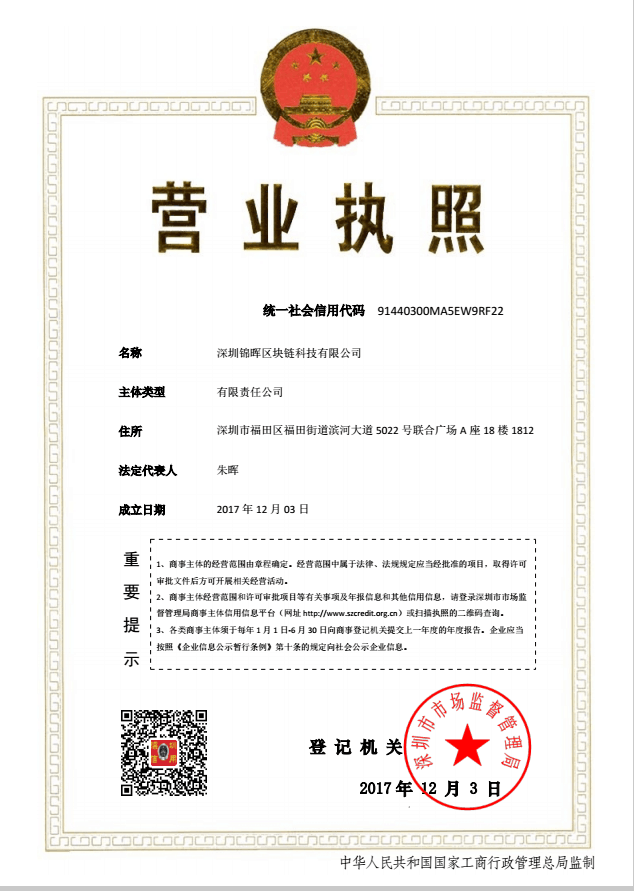 营业执照
统一社会信用代码 91440300MA5EW9RF22
名称 深圳锦晖区块链科技有限公司
主体类型 有限责任公司
住所 深圳市福田区福田街道滨河大道 5022 号联合广场 A 座 18 楼 1812
法定代表人 朱晖
成立日期 2017 年 12 月 03 日
重要提示
1、商事主体的经营范围由章程确定。经营范围中属于法律、法规规定应当经批准的项目，取得许可
审批文件后方可开展相关经营活动。
2、商事主体经营范围和许可审批项目等有关事项及年报信息和其他信用信息，请登录深圳市市场监
督管理局商事主体信用信息平台（网址 http://www.szcredit.org.cn）或扫描执照的二维码查询。
3、各类商事主体须于每年 1 月 1 日-6 月 30 日向商事登记机关提交上一年度的年度报告。企业应当
按照《企业信息公示暂行条例》第十条的规定向社会公示企业信息。
登记机关
深圳市市场监督管理局
2017 年 12 月 3 日
中华人民共和国国家工商行政管理总局监制